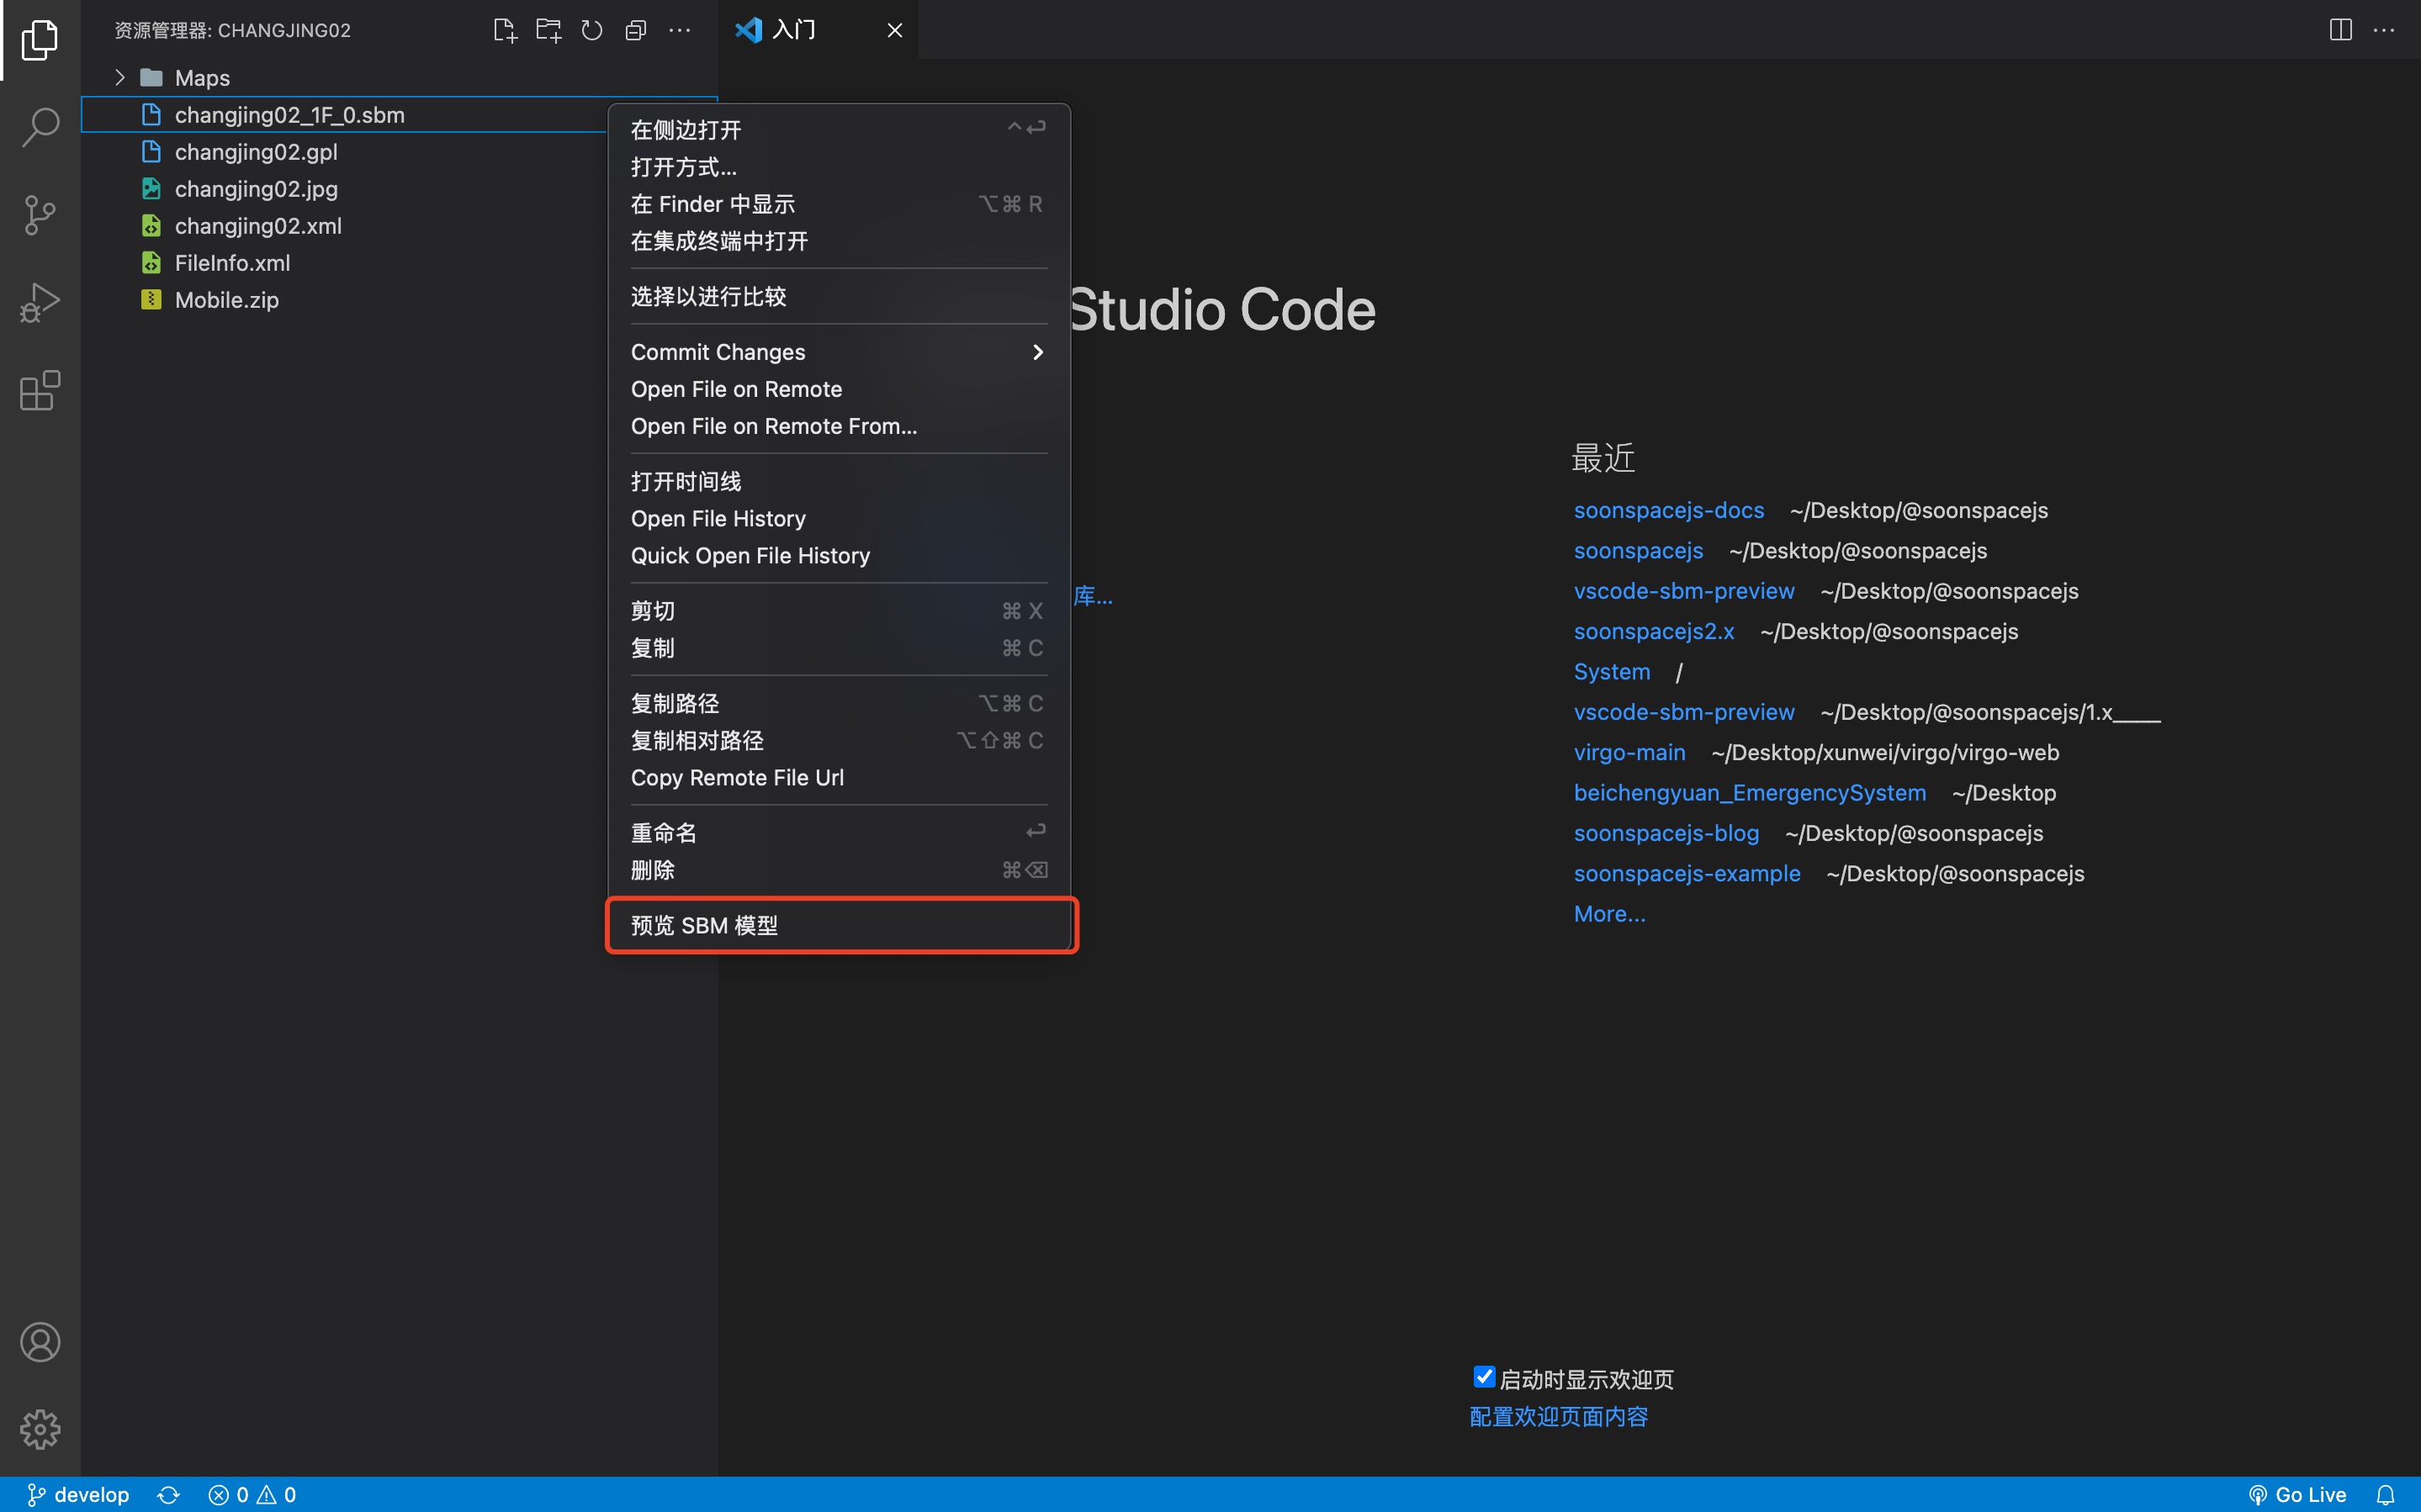 资源管理器: CHANGJING02
入门
Maps
changjing02_1F_0.sbm
changjing02.gpl
changjing02.jpg
changjing02.xml
FileInfo.xml
Mobile.zip
在侧边打开 ⌃↩
打开方式...
在 Finder 中显示 ⌥⌘ R
在集成终端中打开
选择以进行比较
Commit Changes
Open File on Remote
Open File on Remote From...
打开时间线
Open File History
Quick Open File History
剪切 ⌘ X
复制 ⌘ C
复制路径 ⌥⌘ C
复制相对路径 ⌥⇧⌘ C
Copy Remote File Url
重命名 ↩
删除 ⌘⌫
预览 SBM 模型
Studio Code
库...
最近
soonspacejs-docs ~/Desktop/@soonspacejs
soonspacejs ~/Desktop/@soonspacejs
vscode-sbm-preview ~/Desktop/@soonspacejs
soonspacejs2.x ~/Desktop/@soonspacejs
System /
vscode-sbm-preview ~/Desktop/@soonspacejs/1.x____
virgo-main ~/Desktop/xunwei/virgo/virgo-web
beichengyuan_EmergencySystem ~/Desktop
soonspacejs-blog ~/Desktop/@soonspacejs
soonspacejs-example ~/Desktop/@soonspacejs
More...
启动时显示欢迎页
配置欢迎页面内容
develop 0 0 Go Live